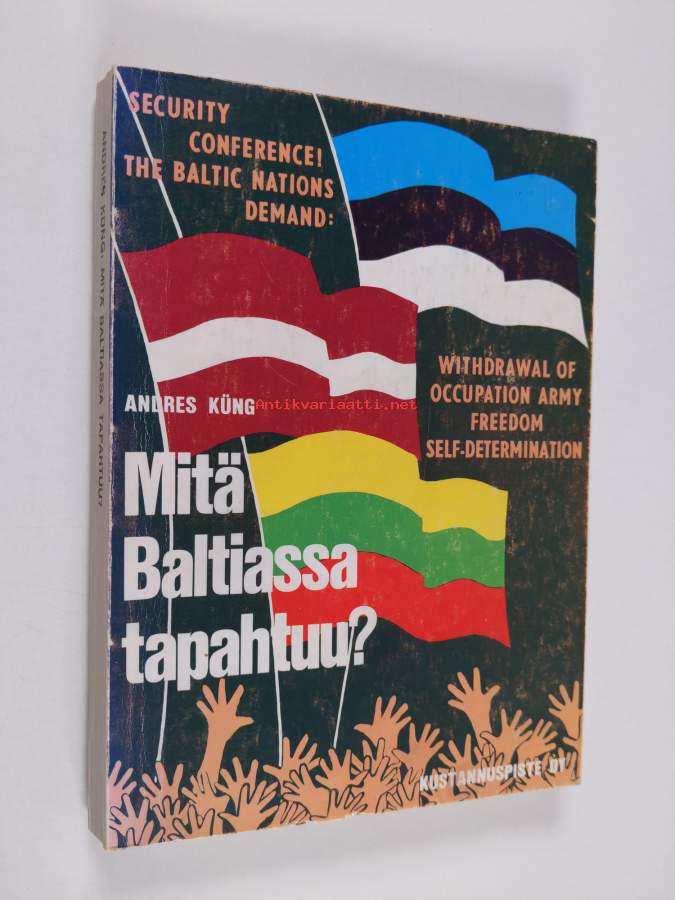 SECURITY
CONFERENCE!
THE BALTIC NATIONS
DEMAND:
WITHDRAWAL OF
OCCUPATION ARMY
FREEDOM
SELF-DETERMINATION
ANDRES KÜNG
Antikvariaatti.net
Mitä
Baltiassa
tapahtuu?
KUSTANNUSPISTE OY
ANDRES KÜNG: MITÄ BALTIASSA TAPAHTUU?